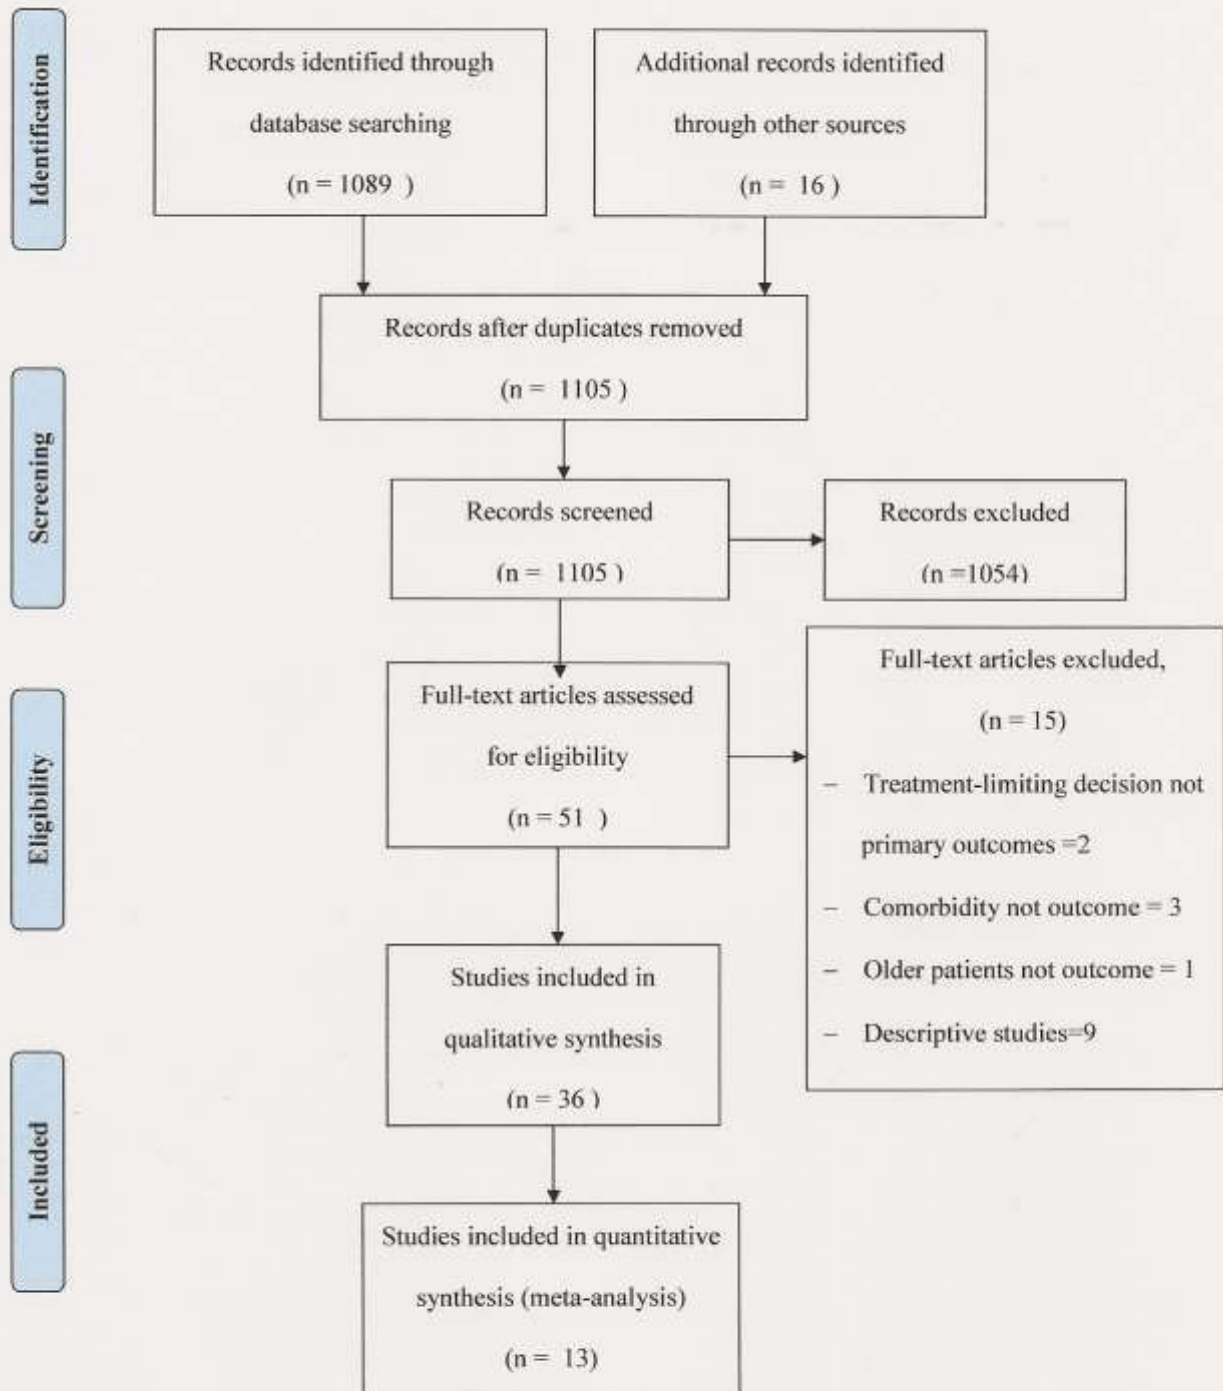 Identification
Records identified through
database searching
(n = 1089  )
Additional records identified
through other sources
(n =  16 )
Records after duplicates removed
(n =  1105 )
Screening
Records screened
(n =  1105 )
Records excluded
(n =1054)
Eligibility
Full-text articles assessed
for eligibility
(n = 51  )
Full-text articles excluded,
(n = 15)
– Treatment-limiting decision not
primary outcomes =2
– Comorbidity not outcome = 3
– Older patients not outcome = 1
– Descriptive studies=9
Included
Studies included in
qualitative synthesis
(n = 36 )
Studies included in quantitative
synthesis (meta-analysis)
(n =  13)